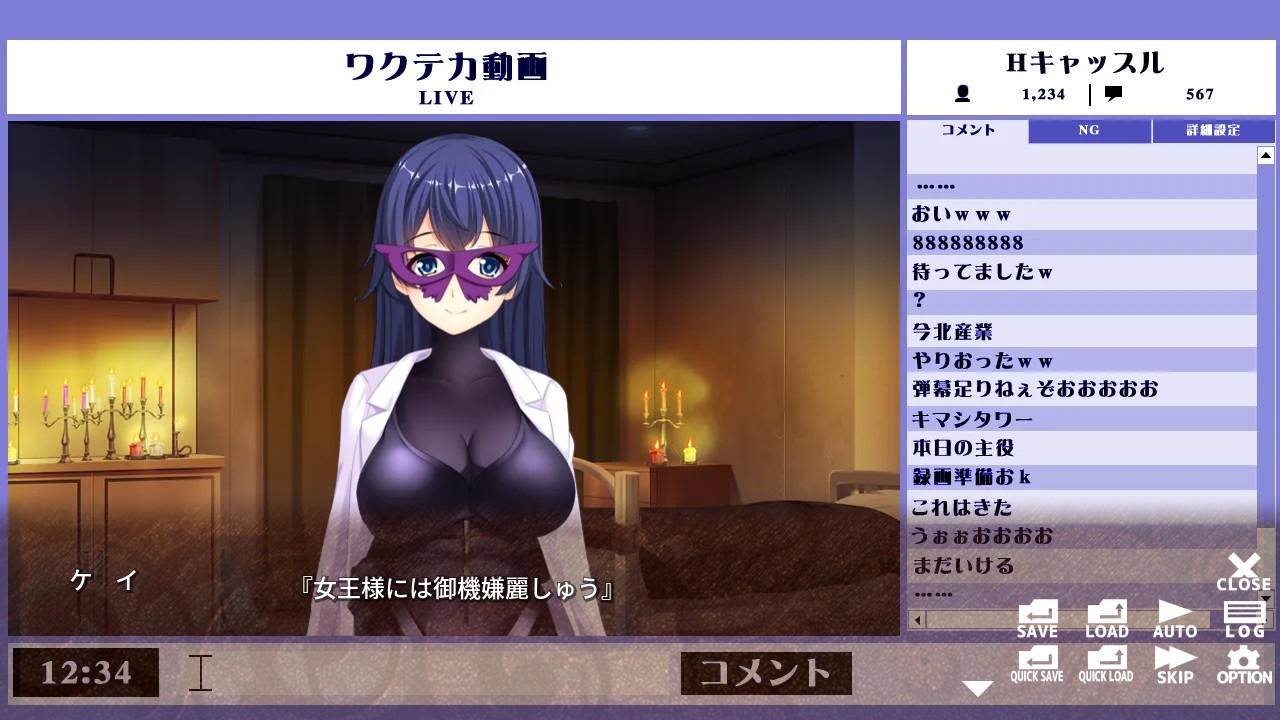 ワクテカ動画
LIVE
Hキャッスル
1,234
567
コメント
NG
詳細設定
……
おいｗｗｗ
888888888
待ってましたｗ
？
今北産業
やりおったｗｗ
弾幕足りねぇぞおおおおお
キマシタワー
本日の主役
録画準備おｋ
これはきた
うぉぉおおおお
まだいける
……
ケイ
『女王様には御機嫌麗しゅう』
12:34
コメント
CLOSE
SAVE
LOAD
AUTO
LOG
QUICK SAVE
QUICK LOAD
SKIP
OPTION